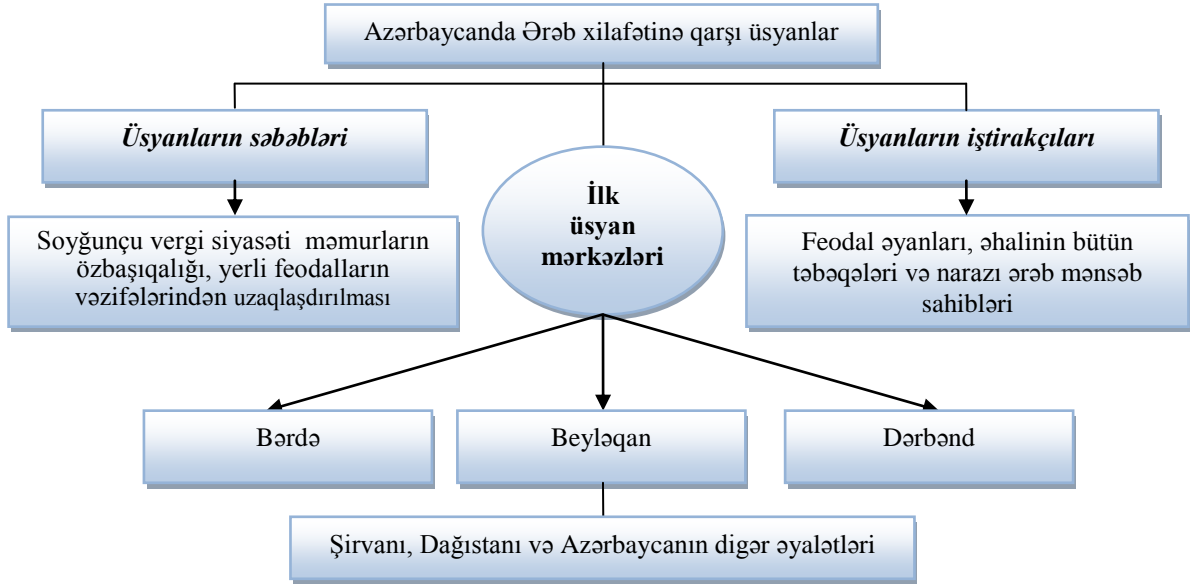 Azərbaycanda Ərəb xilafətinə qarşı üsyanlar
Üsyanların səbəbləri
Soyğunçu vergi siyasəti məmurların
özbaşıqalığı, yerli feodalların
vəzifələrindən uzaqlaşdırılması
İlk
üsyan
mərkəzləri
Üsyanların iştirakçıları
Feodal əyanları, əhalinin bütün
təbəqələri və narazı ərəb mənsəb
sahibləri
Bərdə
Beyləqan
Dərbənd
Şirvanı, Dağıstanı və Azərbaycanın digər əyalətləri